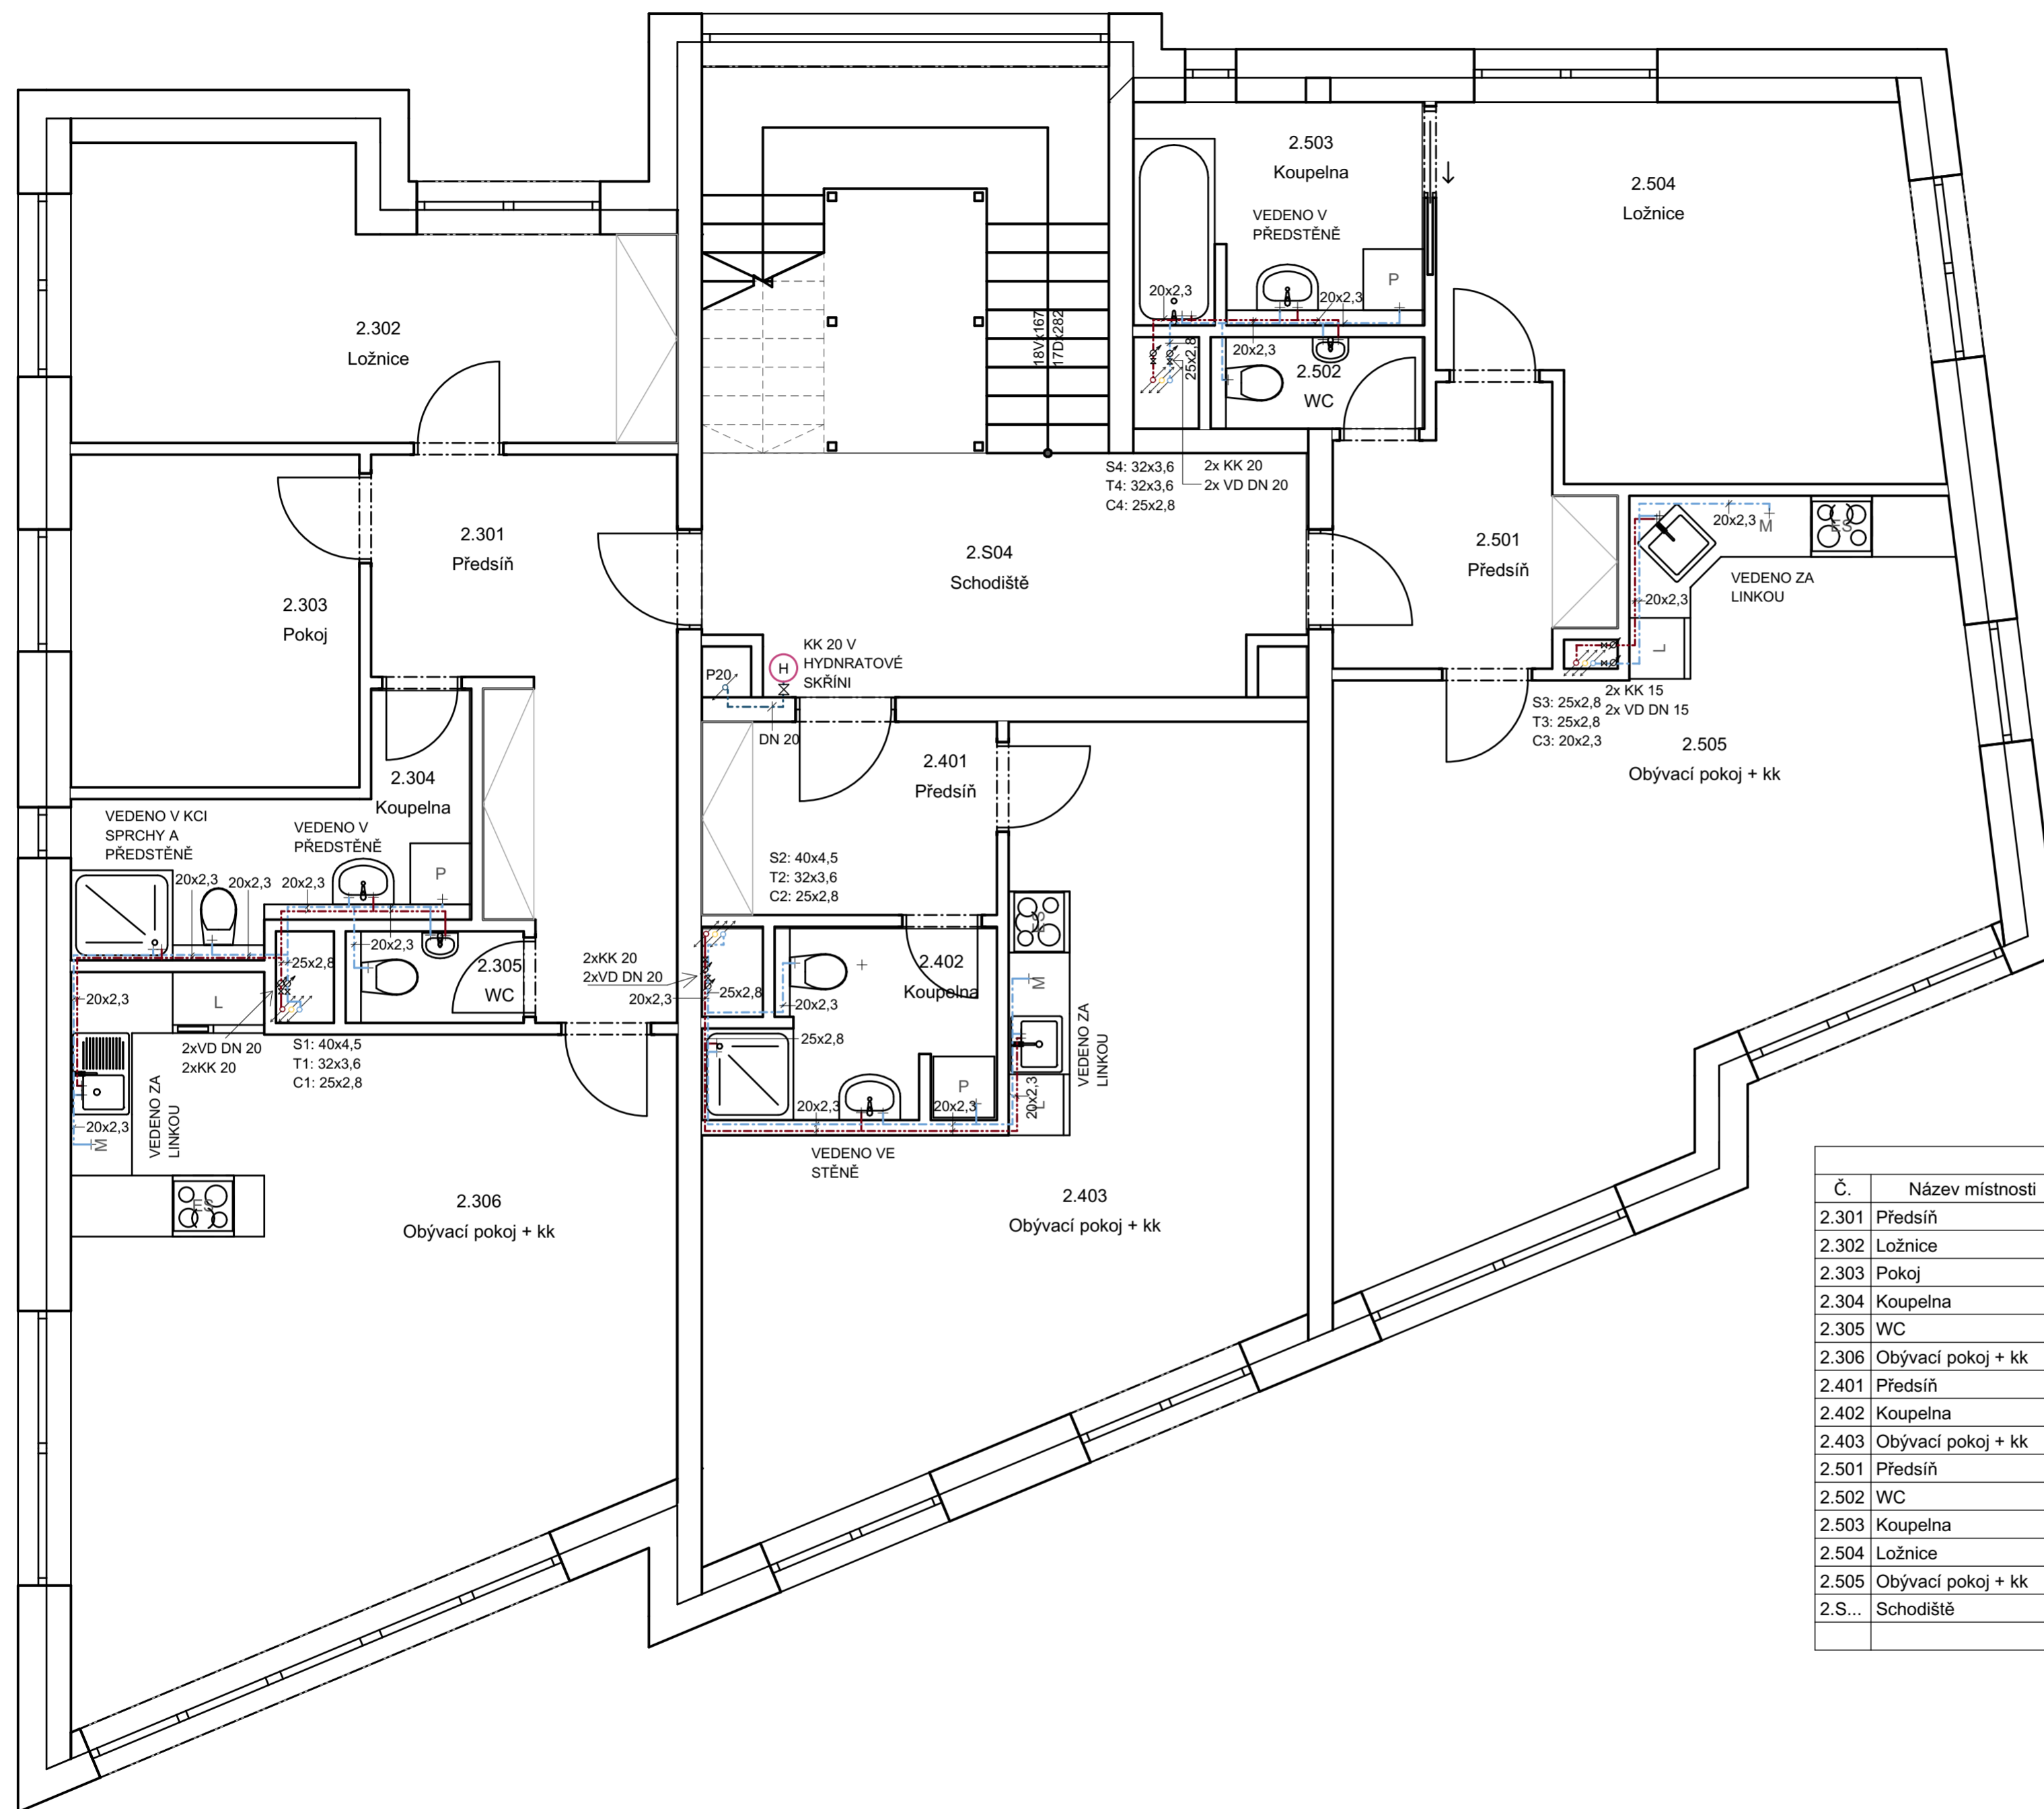 2.503
Koupelna
VEDENO V
PŘEDSTĚNĚ
P
20x2,3
20x2,3
20x2,3
25x2,8
2.502
WC
2.504
Ložnice
18Vx167
17Dx282
2.302
Ložnice
S4: 32x3,6
T4: 32x3,6
C4: 25x2,8
2x KK 20
2x VD DN 20
2.301
Předsíň
2.303
Pokoj
2.S04
Schodiště
2.501
Předsíň
20x2,3
M
ES
VEDENO ZA
LINKOU
20x2,3
L
2x KK 15
2x VD DN 15
S3: 25x2,8
T3: 25x2,8
C3: 20x2,3
2.505
Obývací pokoj + kk
KK 20 V
HYDNRATOVÉ
SKŘÍNI
H
P20
DN 20
2.401
Předsíň
S2: 40x4,5
T2: 32x3,6
C2: 25x2,8
2.304
Koupelna
VEDENO V KCI
SPRCHY A
PŘEDSTĚNĚ
VEDENO V
PŘEDSTĚNĚ
P
20x2,3
20x2,3
20x2,3
20x2,3
25x2,8
2.305
WC
20x2,3
L
2xVD DN 20
2xKK 20
S1: 40x4,5
T1: 32x3,6
C1: 25x2,8
VEDENO ZA
LINKOU
20x2,3
M
ES
2.306
Obývací pokoj + kk
2xKK 20
2xVD DN 20
20x2,3
25x2,8
20x2,3
25x2,8
2.402
Koupelna
ES
M
VEDENO ZA
LINKOU
P
20x2,3
20x2,3
20x2,3
L
VEDENO VE
STĚNĚ
2.403
Obývací pokoj + kk
Č. Název místnosti
2.301 Předsíň
2.302 Ložnice
2.303 Pokoj
2.304 Koupelna
2.305 WC
2.306 Obývací pokoj + kk
2.401 Předsíň
2.402 Koupelna
2.403 Obývací pokoj + kk
2.501 Předsíň
2.502 WC
2.503 Koupelna
2.504 Ložnice
2.505 Obývací pokoj + kk
2.S... Schodiště